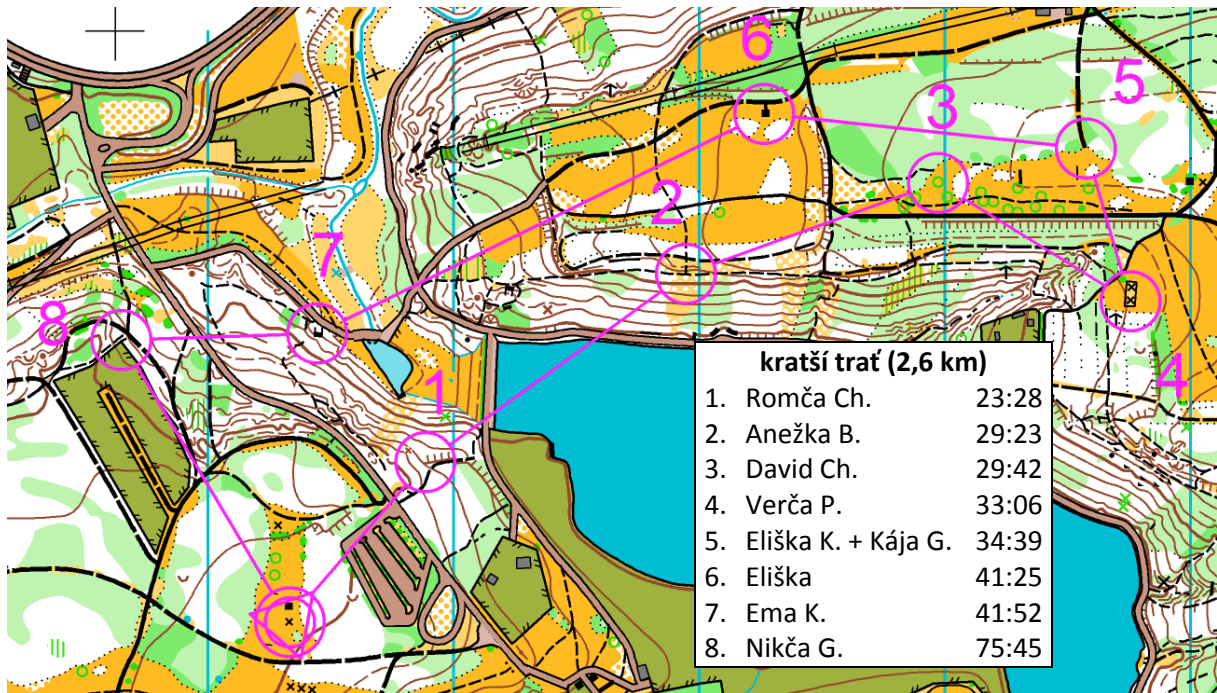 6
5
3
2
7
8
1
4
kratší trať (2,6 km)
1. Romča Ch. 23:28
2. Anežka B. 29:23
3. David Ch. 29:42
4. Verča P. 33:06
5. Eliška K. + Kája G. 34:39
6. Eliška 41:25
7. Ema K. 41:52
8. Nikča G. 75:45